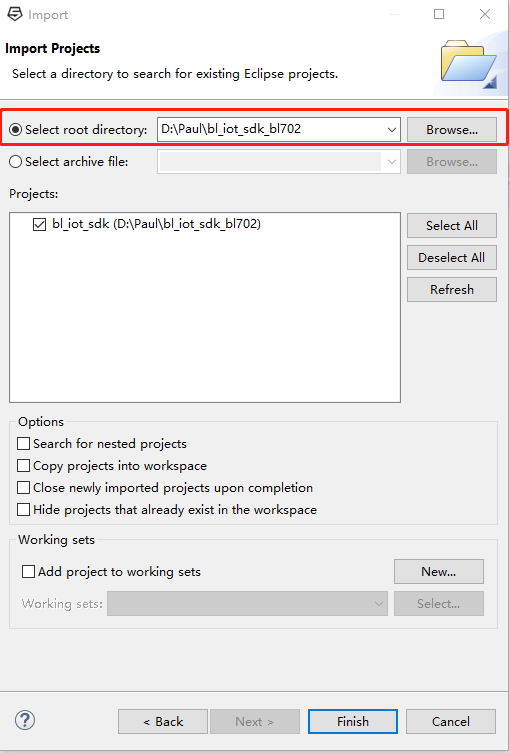 Import
Import Projects
Select a directory to search for existing Eclipse projects.
Select root directory: D:\Paul\bl_iot_sdk_bl702 Browse...
Select archive file: Browse...
Projects:
bl_iot_sdk (D:\Paul\bl_iot_sdk_bl702)
Select All
Deselect All
Refresh
Options
Search for nested projects
Copy projects into workspace
Close newly imported projects upon completion
Hide projects that already exist in the workspace
Working sets
Add project to working sets New...
Working sets: Select...
? < Back Next > Finish Cancel